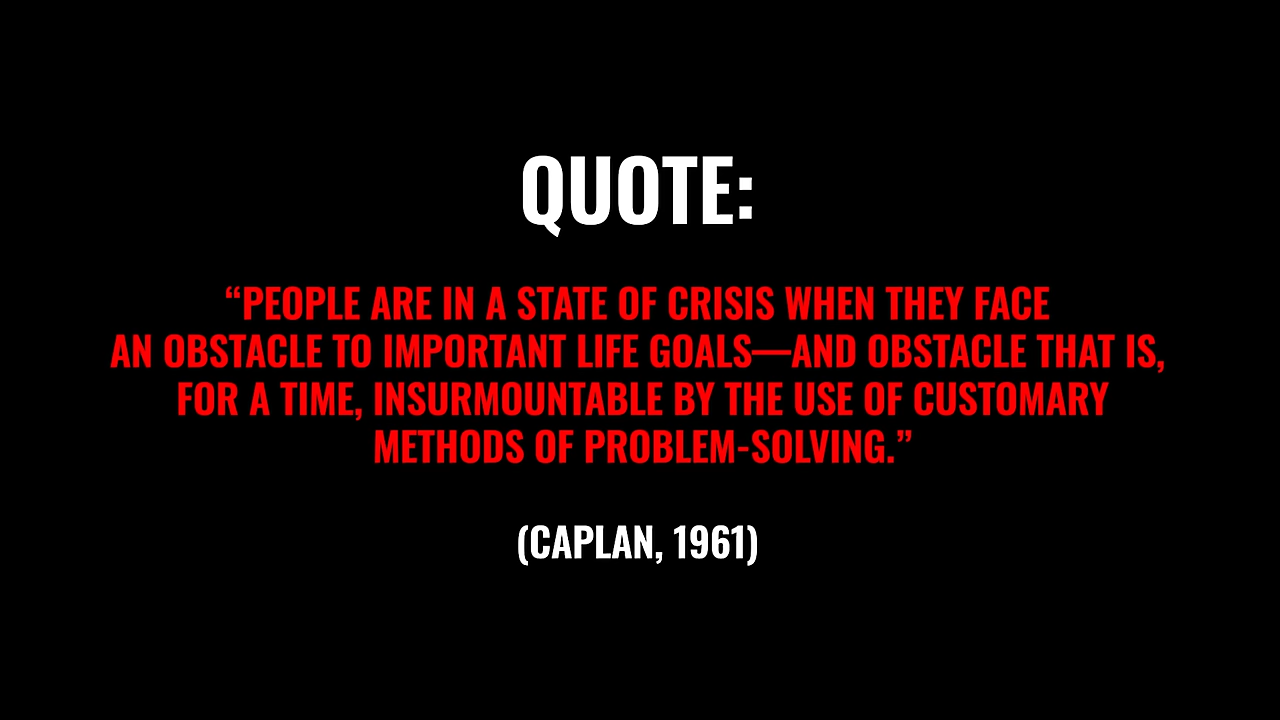 QUOTE:
“PEOPLE ARE IN A STATE OF CRISIS WHEN THEY FACE
AN OBSTACLE TO IMPORTANT LIFE GOALS—AND OBSTACLE THAT IS,
FOR A TIME, INSURMOUNTABLE BY THE USE OF CUSTOMARY
METHODS OF PROBLEM-SOLVING.”
(CAPLAN, 1961)